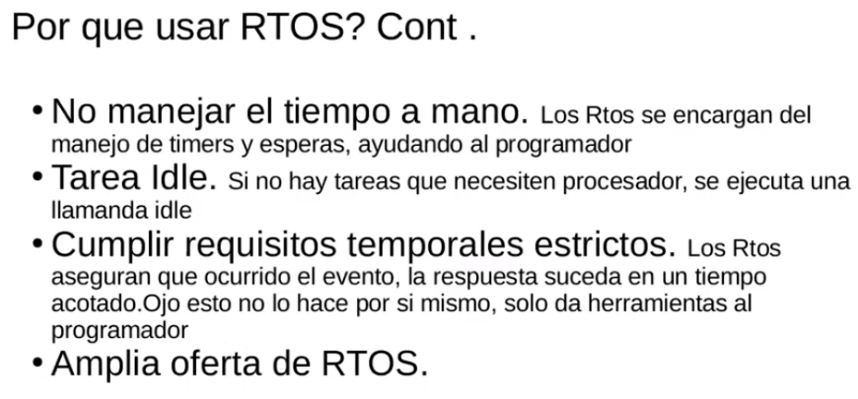 Por que usar RTOS? Cont .
• No manejar el tiempo a mano. Los Rtos se encargan del
manejo de timers y esperas, ayudando al programador
• Tarea Idle. Si no hay tareas que necesiten procesador, se ejecuta una
llamanda idle
• Cumplir requisitos temporales estrictos. Los Rtos
aseguran que ocurrido el evento, la respuesta suceda en un tiempo
acotado.Ojo esto no lo hace por si mismo, solo da herramientas al
programador
• Amplia oferta de RTOS.